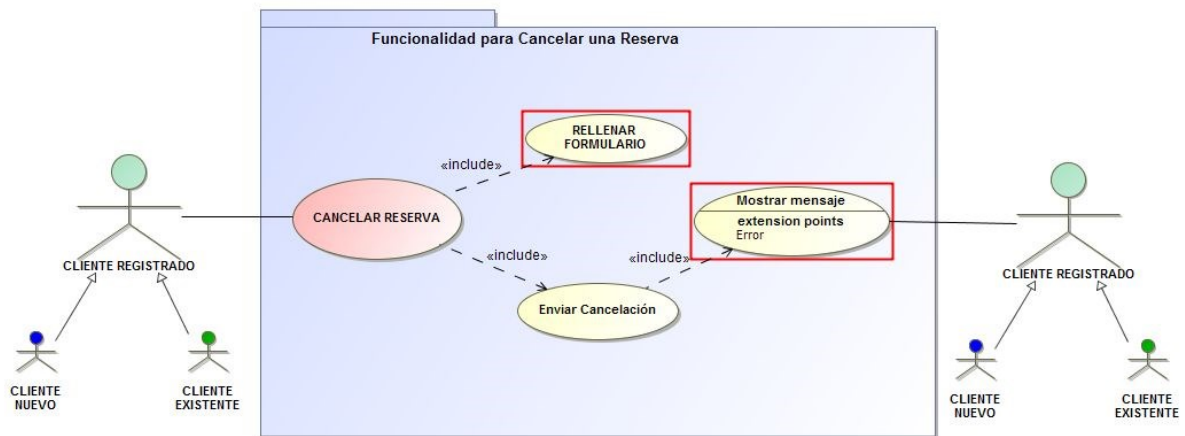 Funcionalidad para Cancelar una Reserva
RELLENAR
FORMULARIO
«include»
CANCELAR RESERVA
Mostrar mensaje
extension points
Error
«include»
«include»
Enviar Cancelación
CLIENTE REGISTRADO
CLIENTE
NUEVO
CLIENTE
EXISTENTE
CLIENTE REGISTRADO
CLIENTE
NUEVO
CLIENTE
EXISTENTE